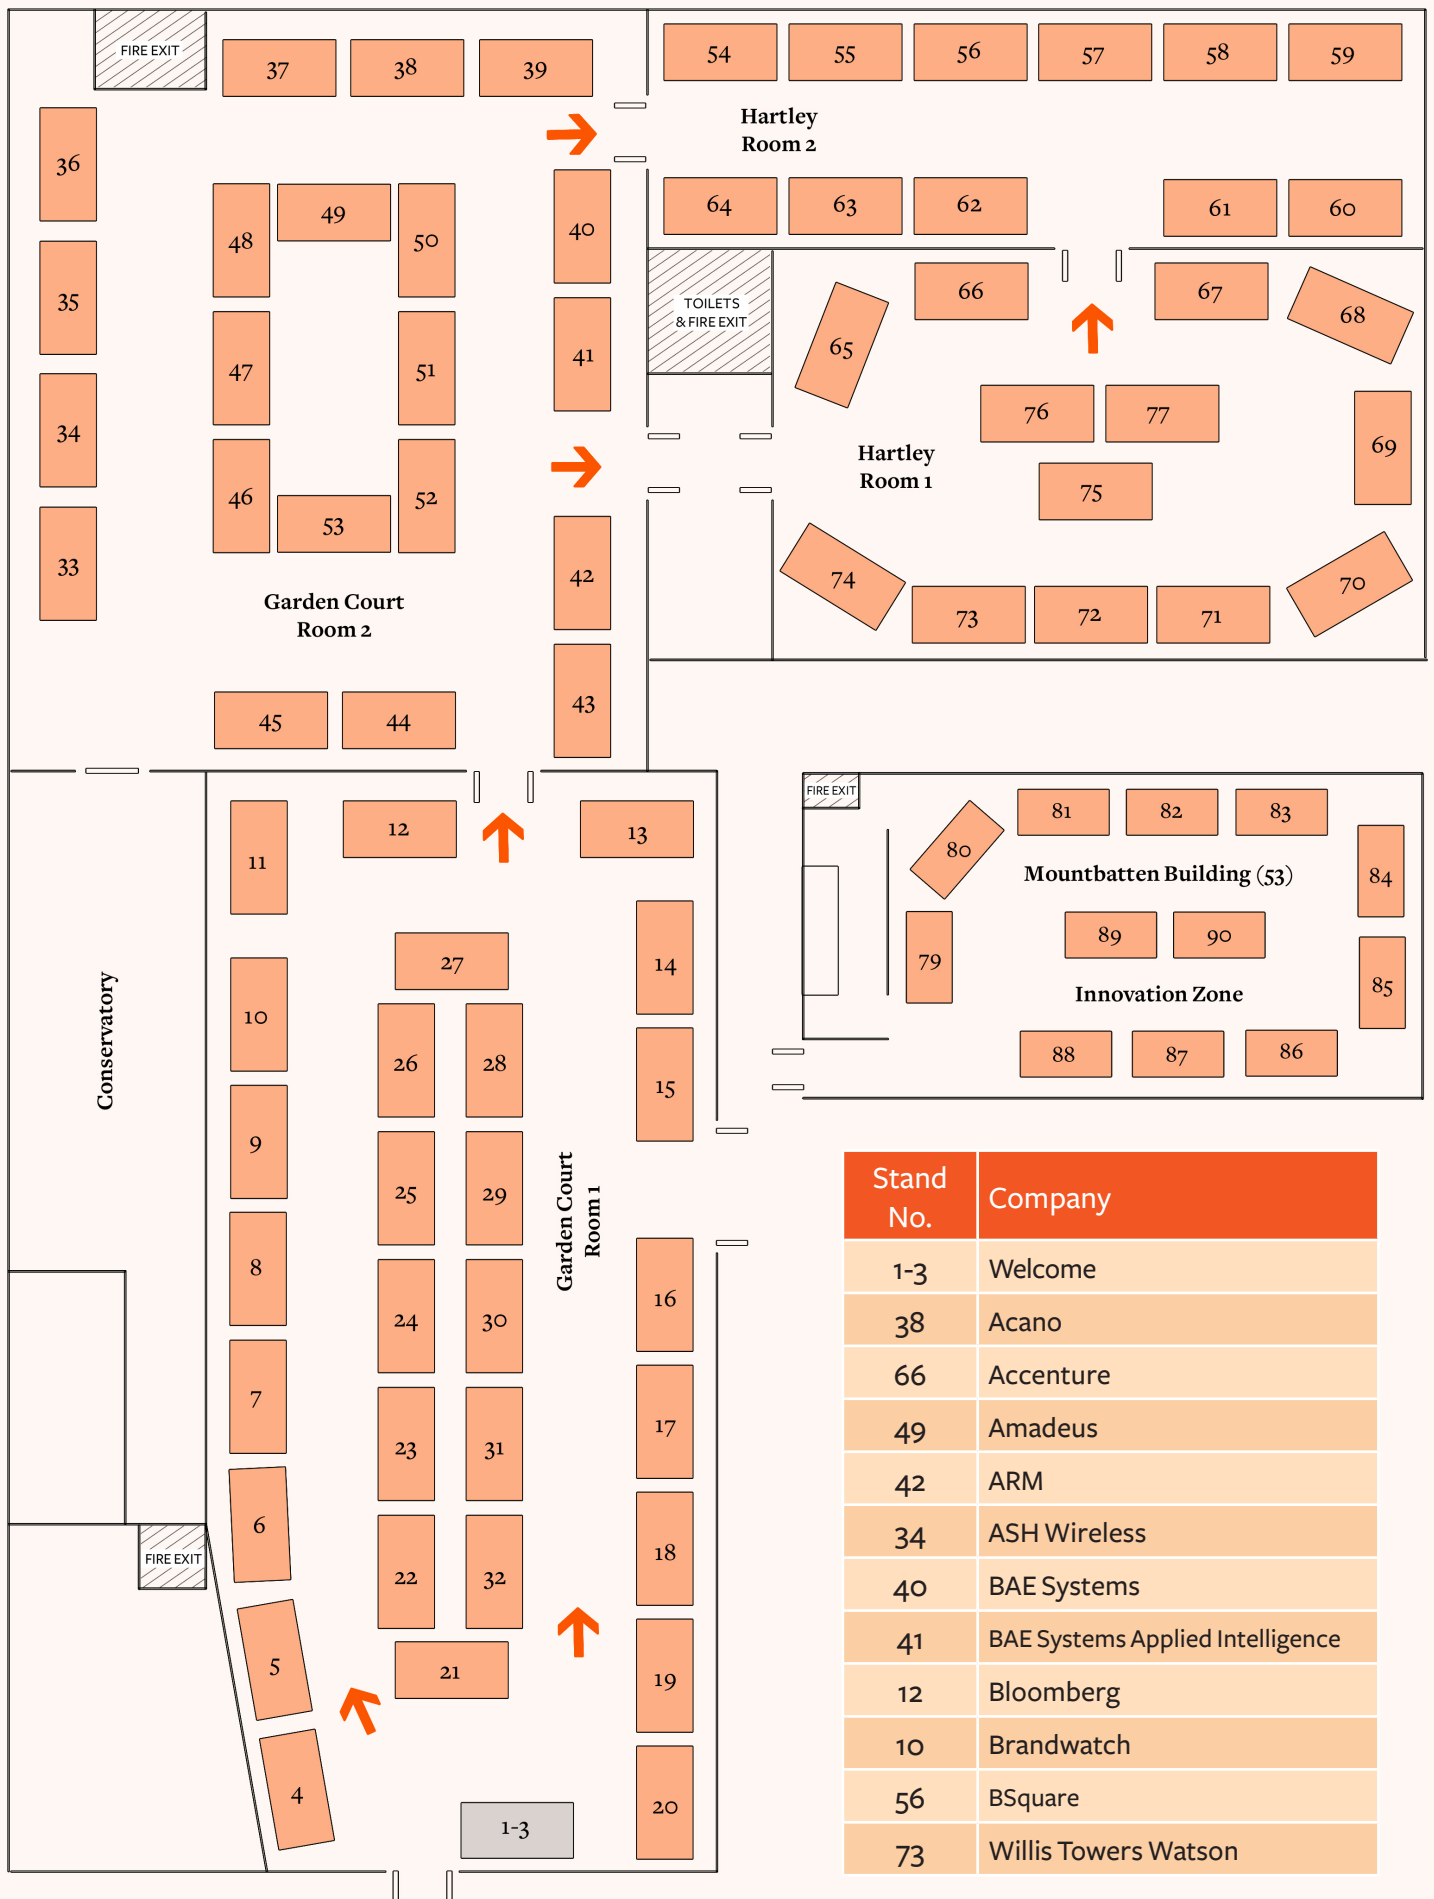 FIRE EXIT
37
38
39
54
55
56
57
58
59
Hartley
Room 2
36
48
49
50
40
64
63
62
61
60
35
47
51
41
TOILETS
& FIRE EXIT
65
66
67
68
34
46
53
52
76
77
69
Hartley
Room 1
75
33
42
74
73
72
71
70
Garden Court
Room 2
45
44
43
11
12
13
FIRE EXIT
80
81
82
83
84
Mountbatten Building (53)
89
90
79
85
Innovation Zone
88
87
86
Conservatory
27
14
10
26
28
15
9
25
29
Garden Court
Room 1
8
24
30
16
7
23
31
17
6
22
32
18
FIRE EXIT
5
21
19
4
1-3
20
Stand
No.
Company
1-3 Welcome
38 Acano
66 Accenture
49 Amadeus
42 ARM
34 ASH Wireless
40 BAE Systems
41 BAE Systems Applied Intelligence
12 Bloomberg
10 Brandwatch
56 BSquare
73 Willis Towers Watson